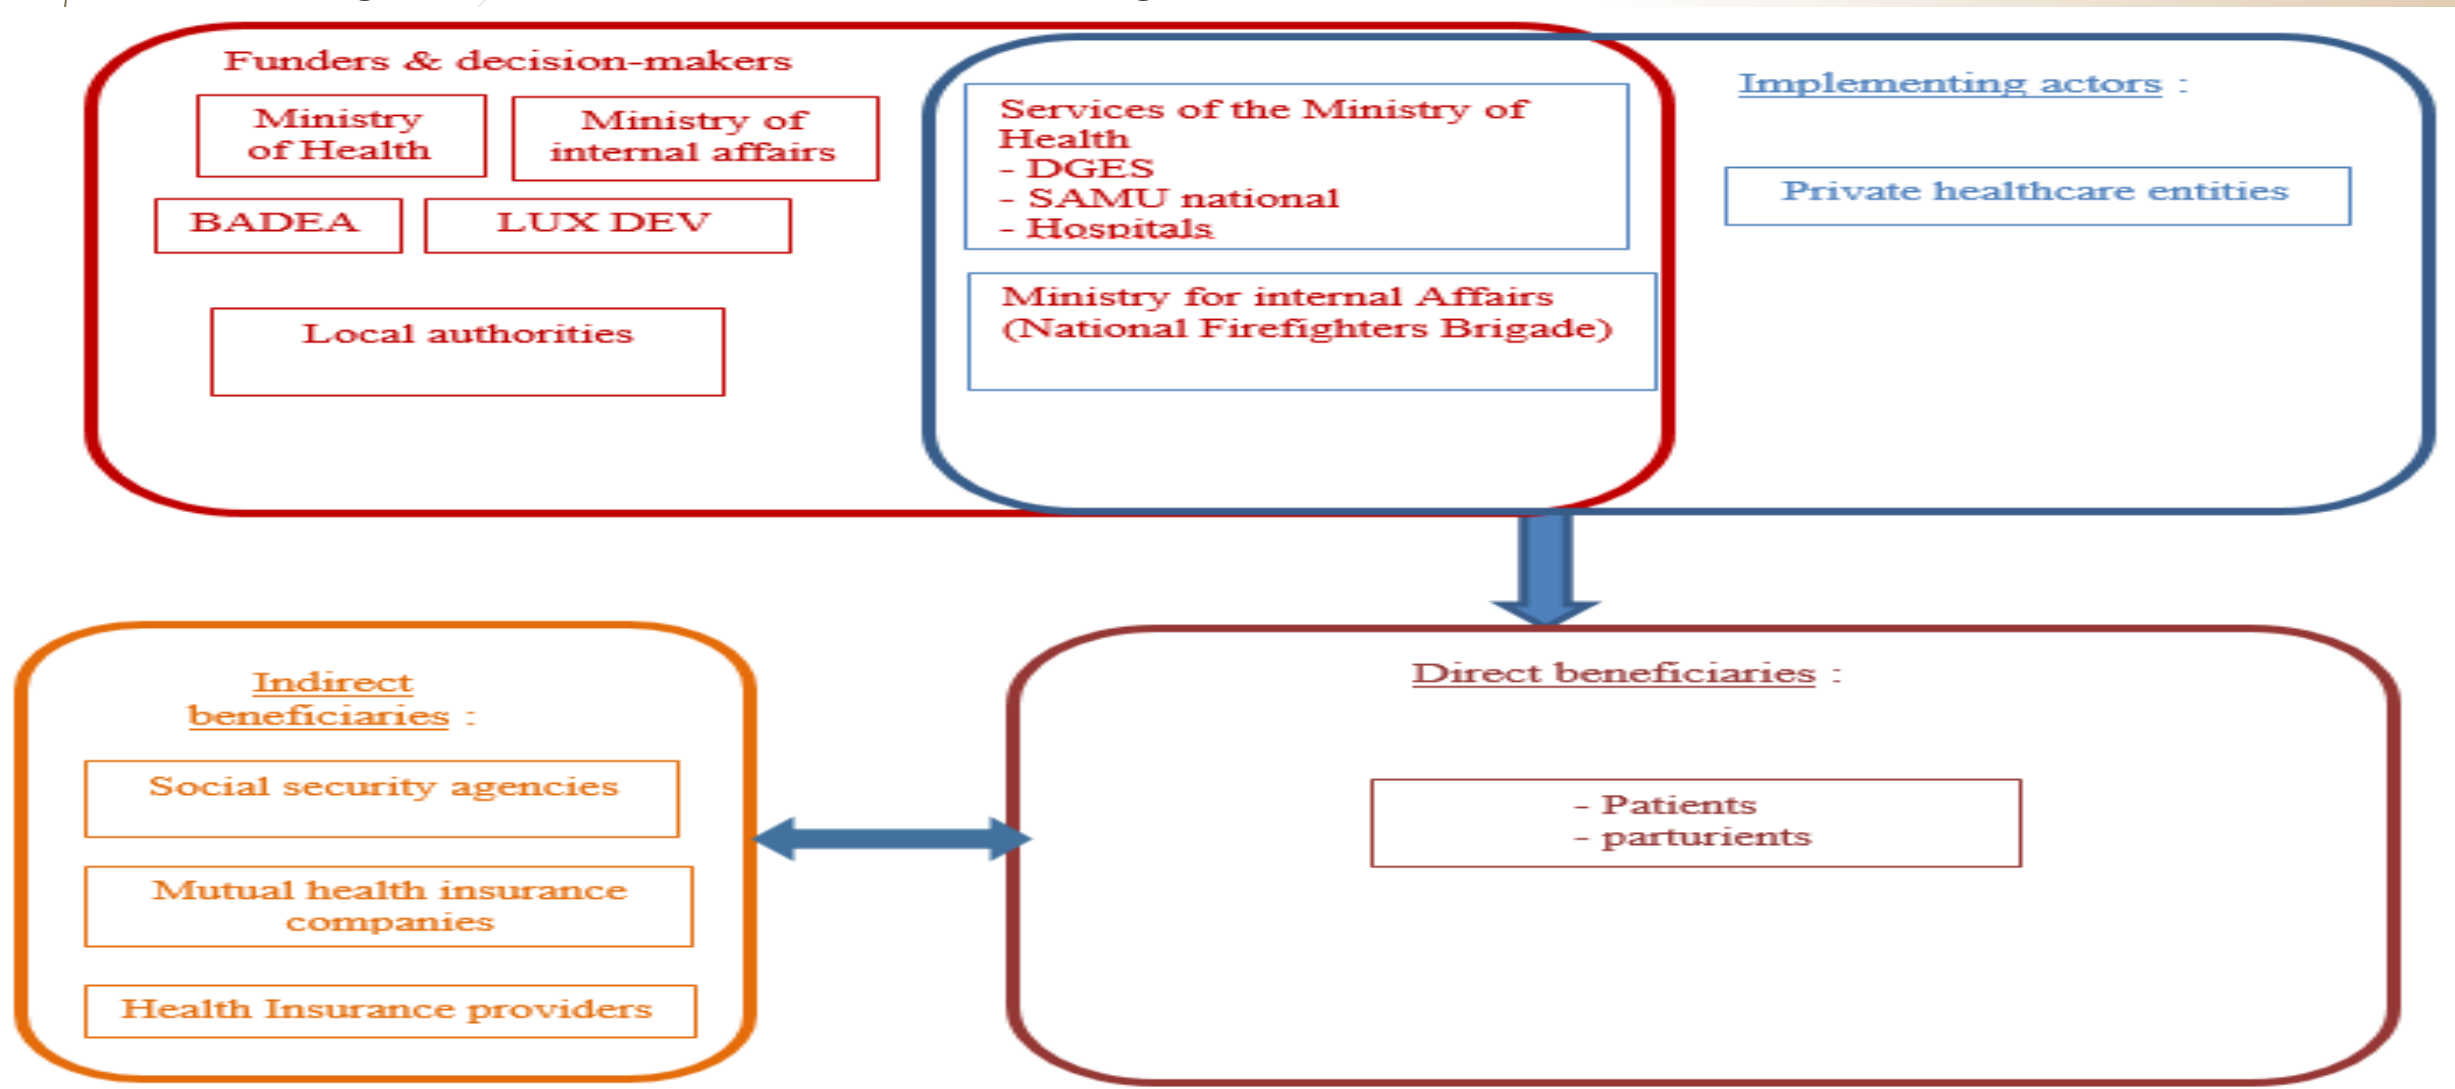 Funders & decision-makers
Ministry
of Health
Ministry of
internal affairs
BADEA
LUX DEV
Local authorities
Services of the Ministry of
Health
- DGES
- SAMU national
- Hospitals
Ministry for internal Affairs
(National Firefighters Brigade)
Implementing actors :
Private healthcare entities
Indirect
beneficiaries :
Social security agencies
Mutual health insurance
companies
Health Insurance providers
Direct beneficiaries :
- Patients
- parturients